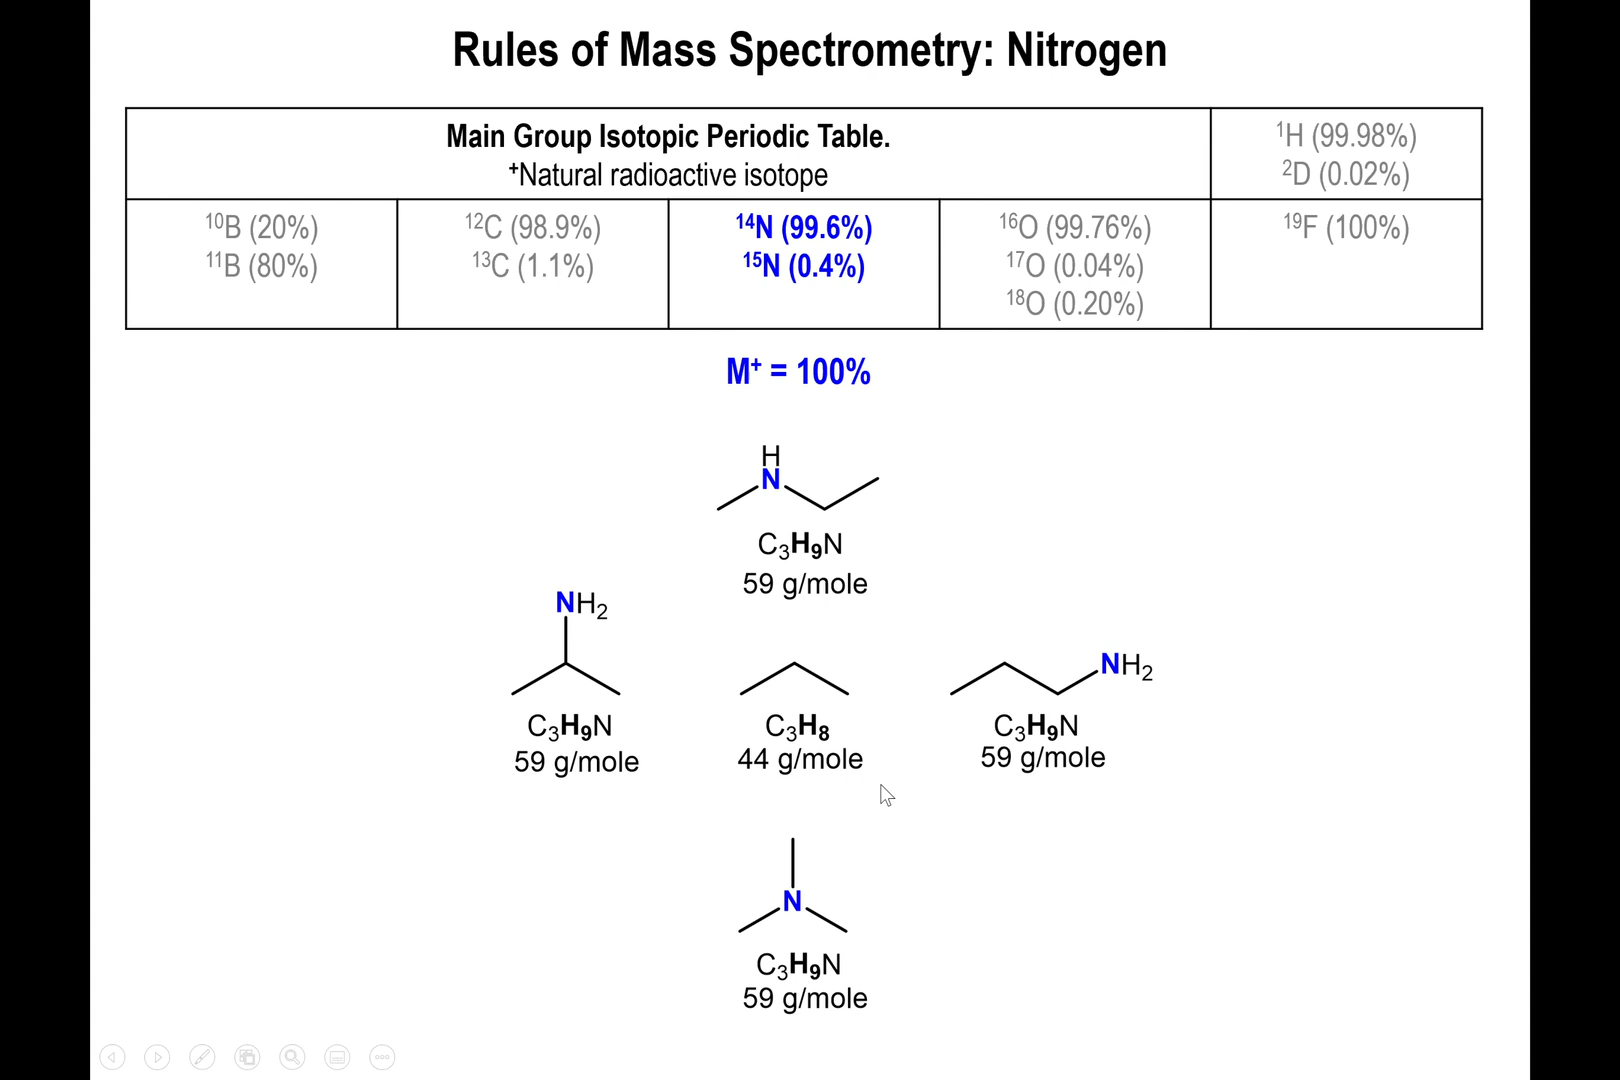 Rules of Mass Spectrometry: Nitrogen
Main Group Isotopic Periodic Table.
⁺Natural radioactive isotope
¹H (99.98%)
²D (0.02%)
¹⁰B (20%)
¹¹B (80%)
¹²C (98.9%)
¹³C (1.1%)
¹⁴N (99.6%)
¹⁵N (0.4%)
¹⁶O (99.76%)
¹⁷O (0.04%)
¹⁸O (0.20%)
¹⁹F (100%)
M⁺ = 100%
H
N
C₃H₉N
59 g/mole
NH₂
C₃H₉N
59 g/mole
C₃H₈
44 g/mole
NH₂
C₃H₉N
59 g/mole
N
C₃H₉N
59 g/mole